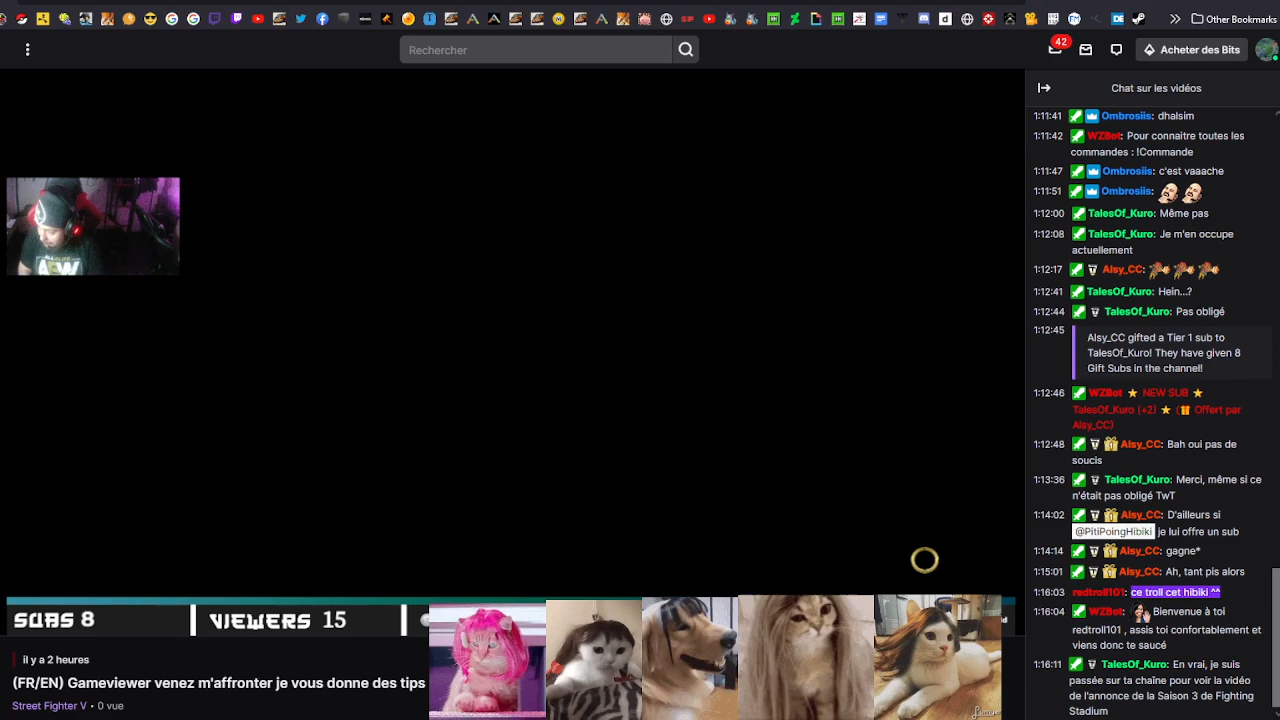 Other Bookmarks
Rechercher
42
Acheter des Bits
Chat sur les vidéos
1:11:41 Ombrosiis: dhalsim
1:11:42 WZBot: Pour connaitre toutes les
commandes : !Commande
1:11:47 Ombrosiis: c'est vaaache
1:11:51 Ombrosiis:
1:12:00 TalesOf_Kuro: Même pas
1:12:08 TalesOf_Kuro: Je m'en occupe
actuellement
1:12:17 Alsy_CC:
1:12:41 TalesOf_Kuro: Hein...?
1:12:44 TalesOf_Kuro: Pas obligé
1:12:45
Alsy_CC gifted a Tier 1 sub to
TalesOf_Kuro! They have given 8
Gift Subs in the channel!
1:12:46 WZBot ★ NEW SUB ★
TalesOf_Kuro (+2) ★ (🎁 Offert par
Alsy_CC)
1:12:48 Alsy_CC: Bah oui pas de
soucis
1:13:36 TalesOf_Kuro: Merci, même si ce
n'était pas obligé TwT
1:14:02 Alsy_CC: D'ailleurs si
@PitiPoingHibiki je lui offre un sub
1:14:14 Alsy_CC: gagne*
1:15:01 Alsy_CC: Ah, tant pis alors
1:16:03 redtroll101: ce troll cet hibiki ^^
1:16:04 WZBot: Bienvenue à toi
redtroll101 , assis toi confortablement et
viens donc te saucé
1:16:11 TalesOf_Kuro: En vrai, je suis
passée sur ta chaîne pour voir la vidéo
de l'annonce de la Saison 3 de Fighting
Stadium
AEW
SUBS 8
VIEWERS 15
il y a 2 heures
(FR/EN) Gameviewer venez m'affronter je vous donne des tips
Street Fighter V • 0 vue